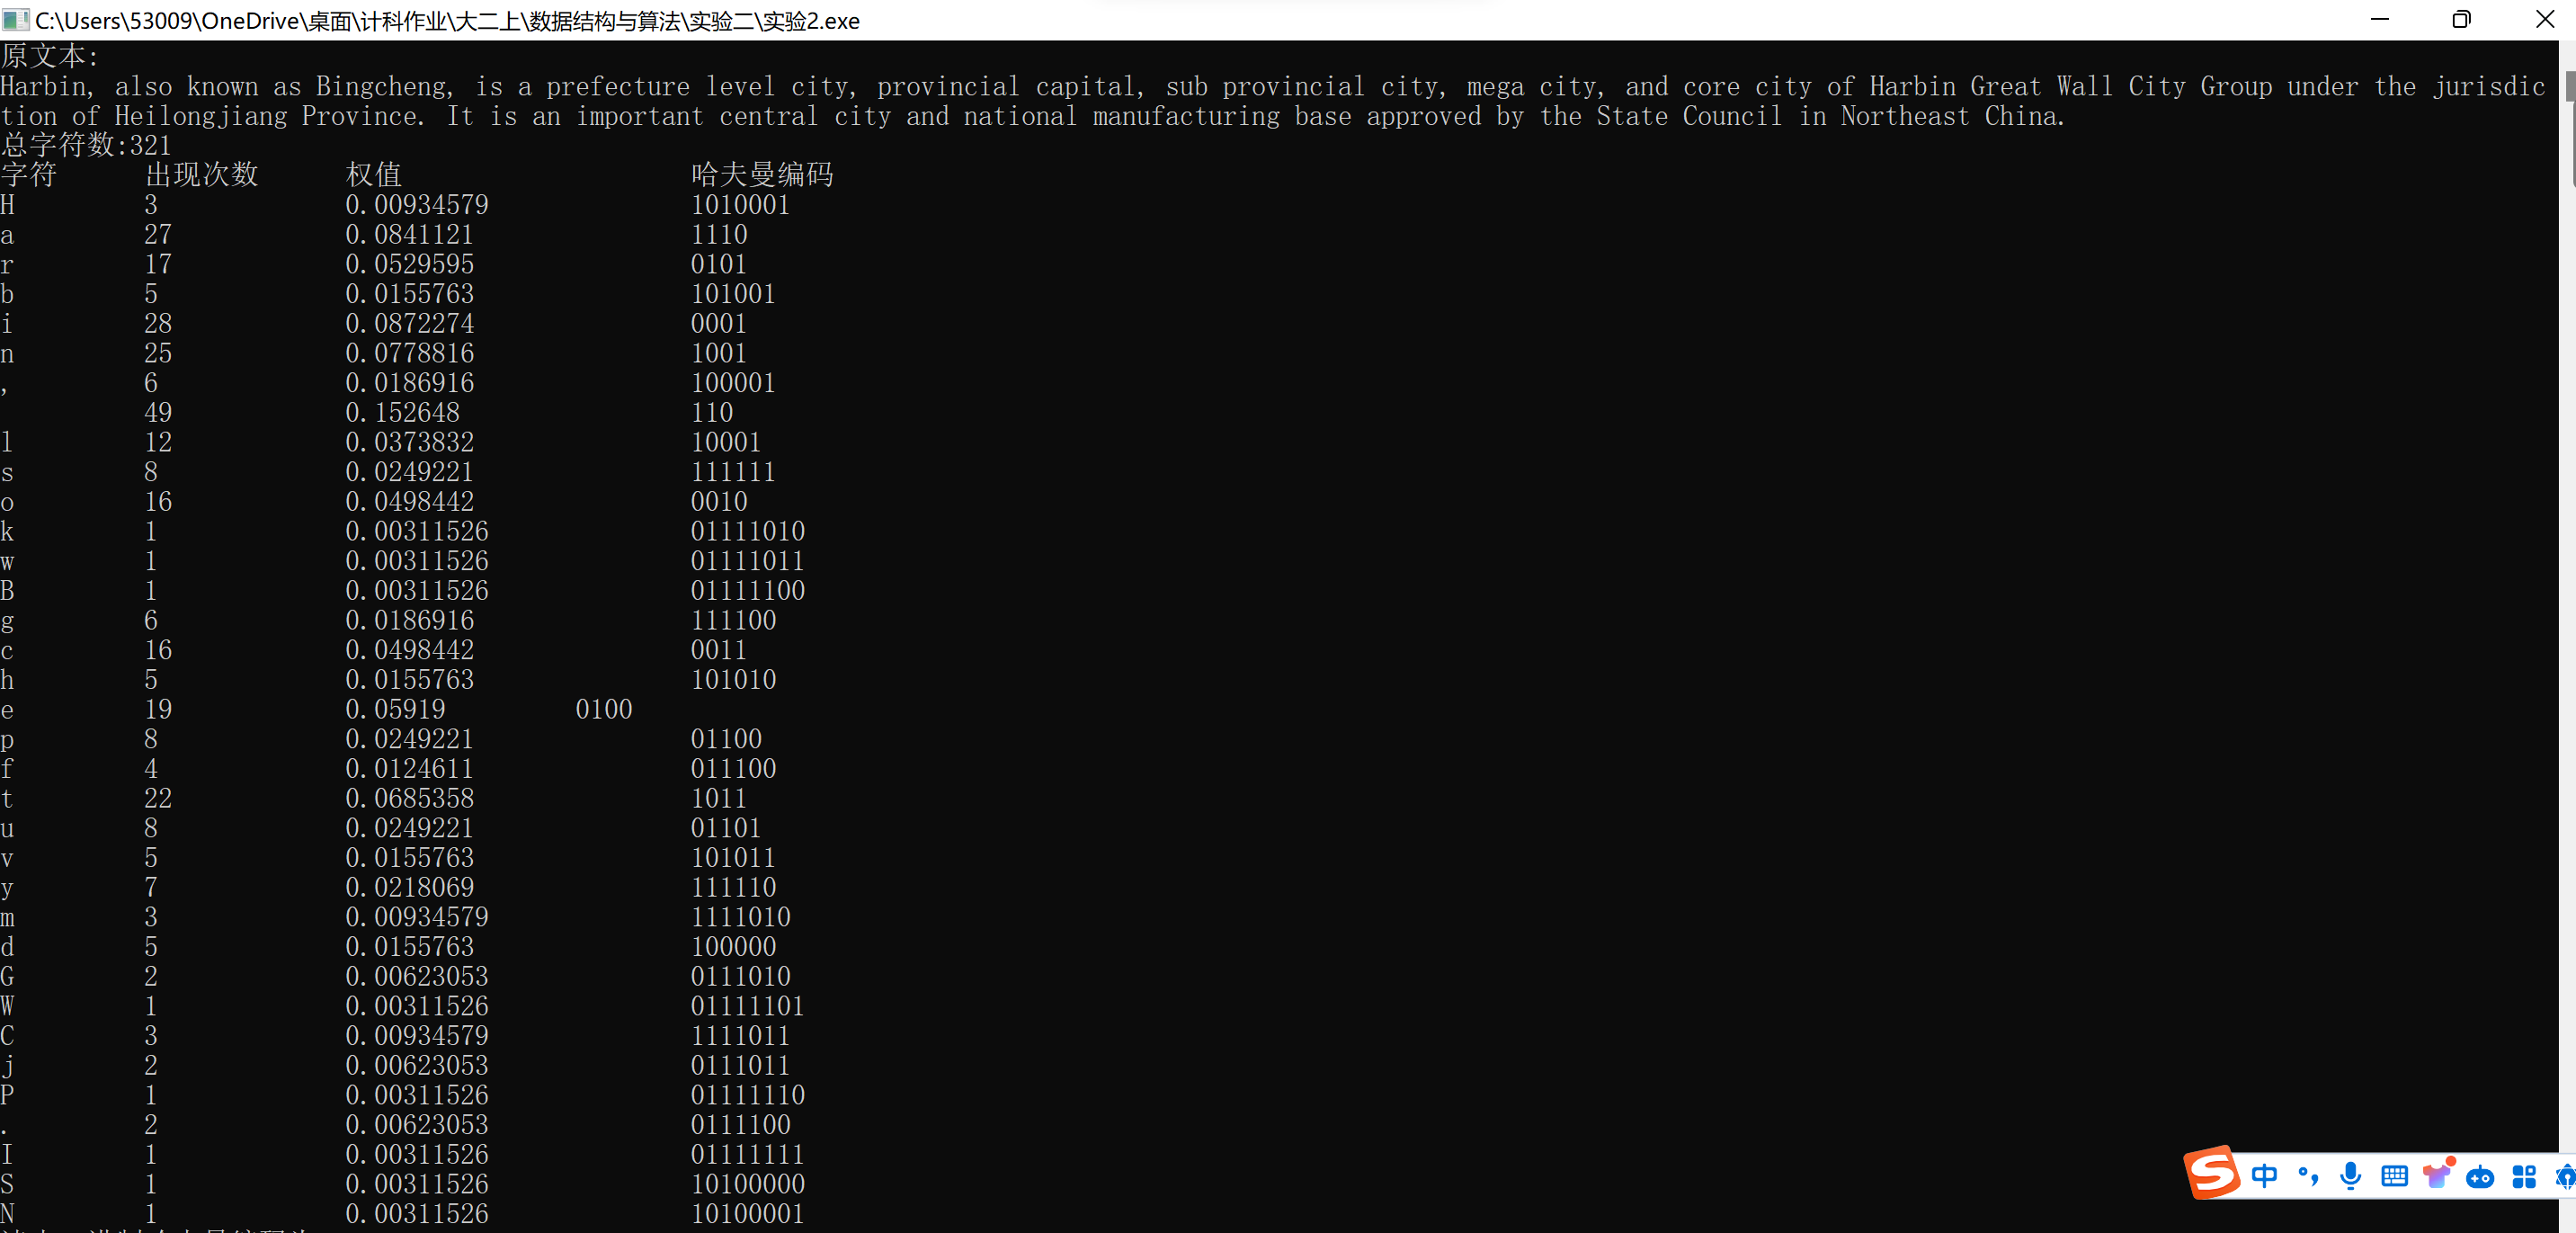 C:\Users\53009\OneDrive\桌面\计科作业\大二上\数据结构与算法\实验二\实验2.exe
原文本:
Harbin, also known as Bingcheng, is a prefecture level city, provincial capital, sub provincial city, mega city, and core city of Harbin Great Wall City Group under the jurisdic
tion of Heilongjiang Province. It is an important central city and national manufacturing base approved by the State Council in Northeast China.
总字符数:321
字符 出现次数 权值 哈夫曼编码
H 3 0.00934579 1010001
a 27 0.0841121 1110
r 17 0.0529595 0101
b 5 0.0155763 101001
i 28 0.0872274 0001
n 25 0.0778816 1001
, 6 0.0186916 100001
49 0.152648 110
l 12 0.0373832 10001
s 8 0.0249221 111111
o 16 0.0498442 0010
k 1 0.00311526 01111010
w 1 0.00311526 01111011
B 1 0.00311526 01111100
g 6 0.0186916 111100
c 16 0.0498442 0011
h 5 0.0155763 101010
e 19 0.05919 0100
p 8 0.0249221 01100
f 4 0.0124611 011100
t 22 0.0685358 1011
u 8 0.0249221 01101
v 5 0.0155763 101011
y 7 0.0218069 111110
m 3 0.00934579 1111010
d 5 0.0155763 100000
G 2 0.00623053 0111010
W 1 0.00311526 01111101
C 3 0.00934579 1111011
j 2 0.00623053 0111011
P 1 0.00311526 01111110
. 2 0.00623053 0111100
I 1 0.00311526 01111111
S 1 0.00311526 10100000
N 1 0.00311526 10100001
中